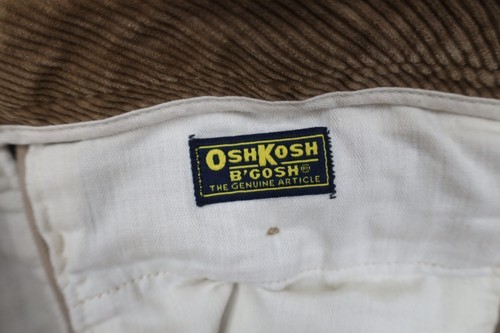 OSHKOSH
B'GOSH®
THE GENUINE ARTICLE